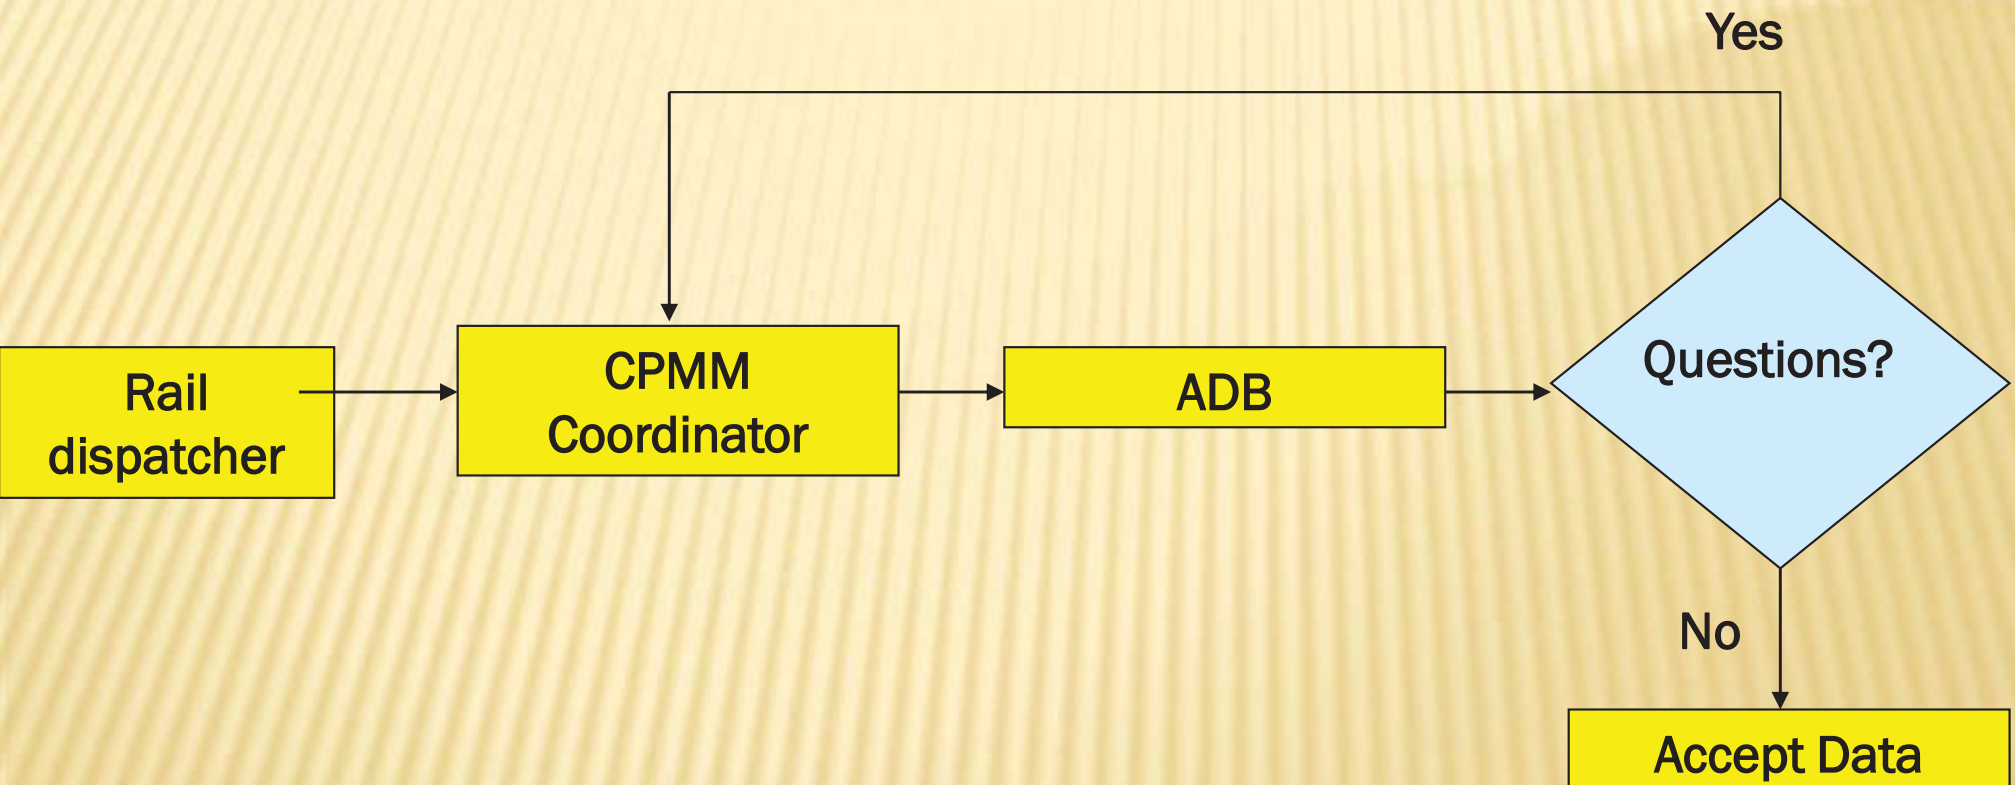 Yes
Rail
dispatcher
CPMM
Coordinator
ADB
Questions?
No
Accept Data